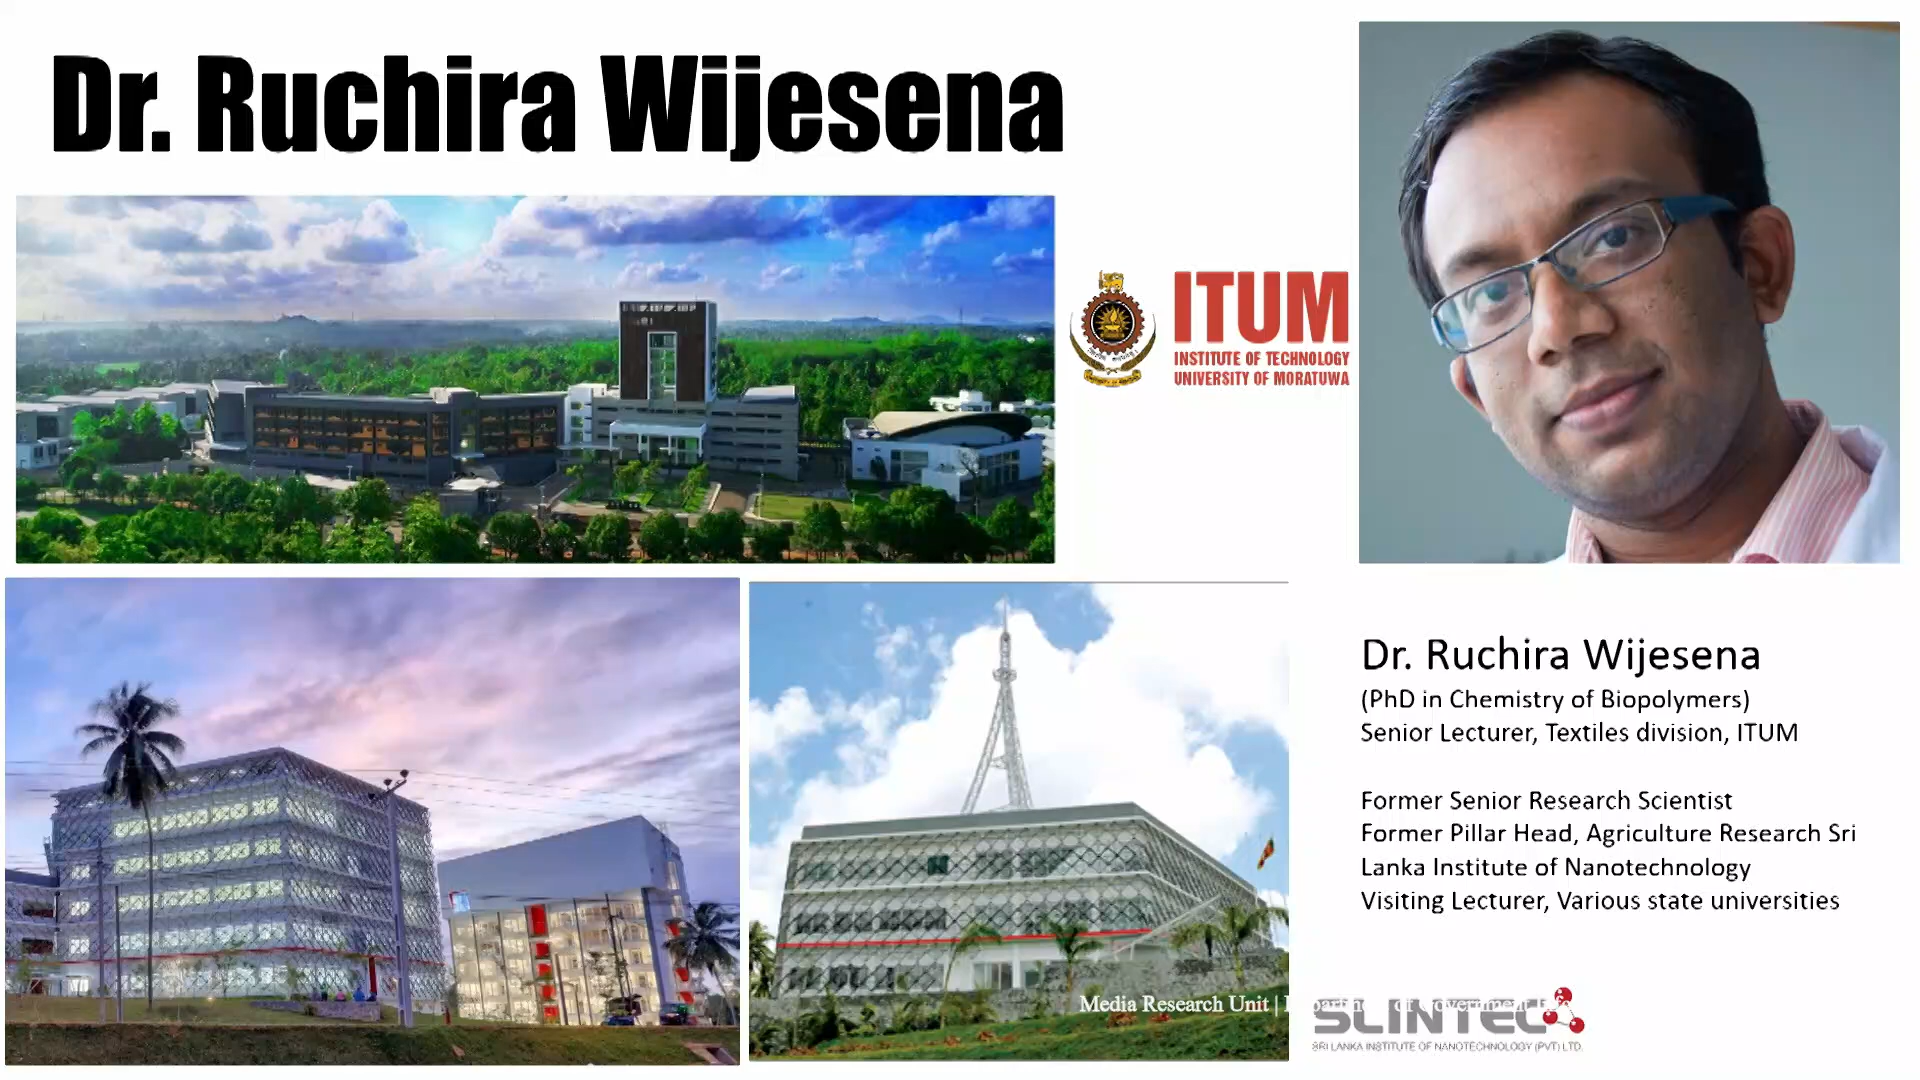 Dr. Ruchira Wijesena
ITUM
INSTITUTE OF TECHNOLOGY
UNIVERSITY OF MORATUWA
Dr. Ruchira Wijesena
(PhD in Chemistry of Biopolymers)
Senior Lecturer, Textiles division, ITUM
Former Senior Research Scientist
Former Pillar Head, Agriculture Research Sri
Lanka Institute of Nanotechnology
Visiting Lecturer, Various state universities
Media Research Unit | of Government
SLINTEC
SRI LANKA INSTITUTE OF NANOTECHNOLOGY (PVT) LTD.